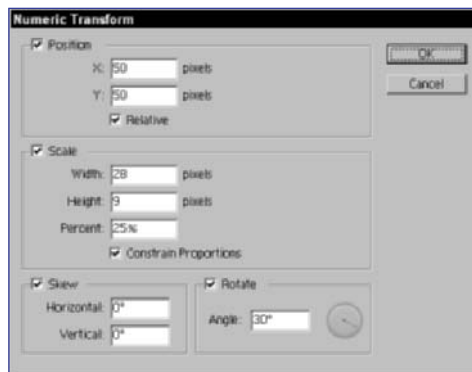 Numeric Transform
Position
X: 50 pixels
Y: 50 pixels
Relative
OK
Cancel
Scale
Width: 28 pixels
Height: 9 pixels
Percent: 25%
Constrain Proportions
Skew
Horizontal: 0°
Vertical: 0°
Rotate
Angle: 30°